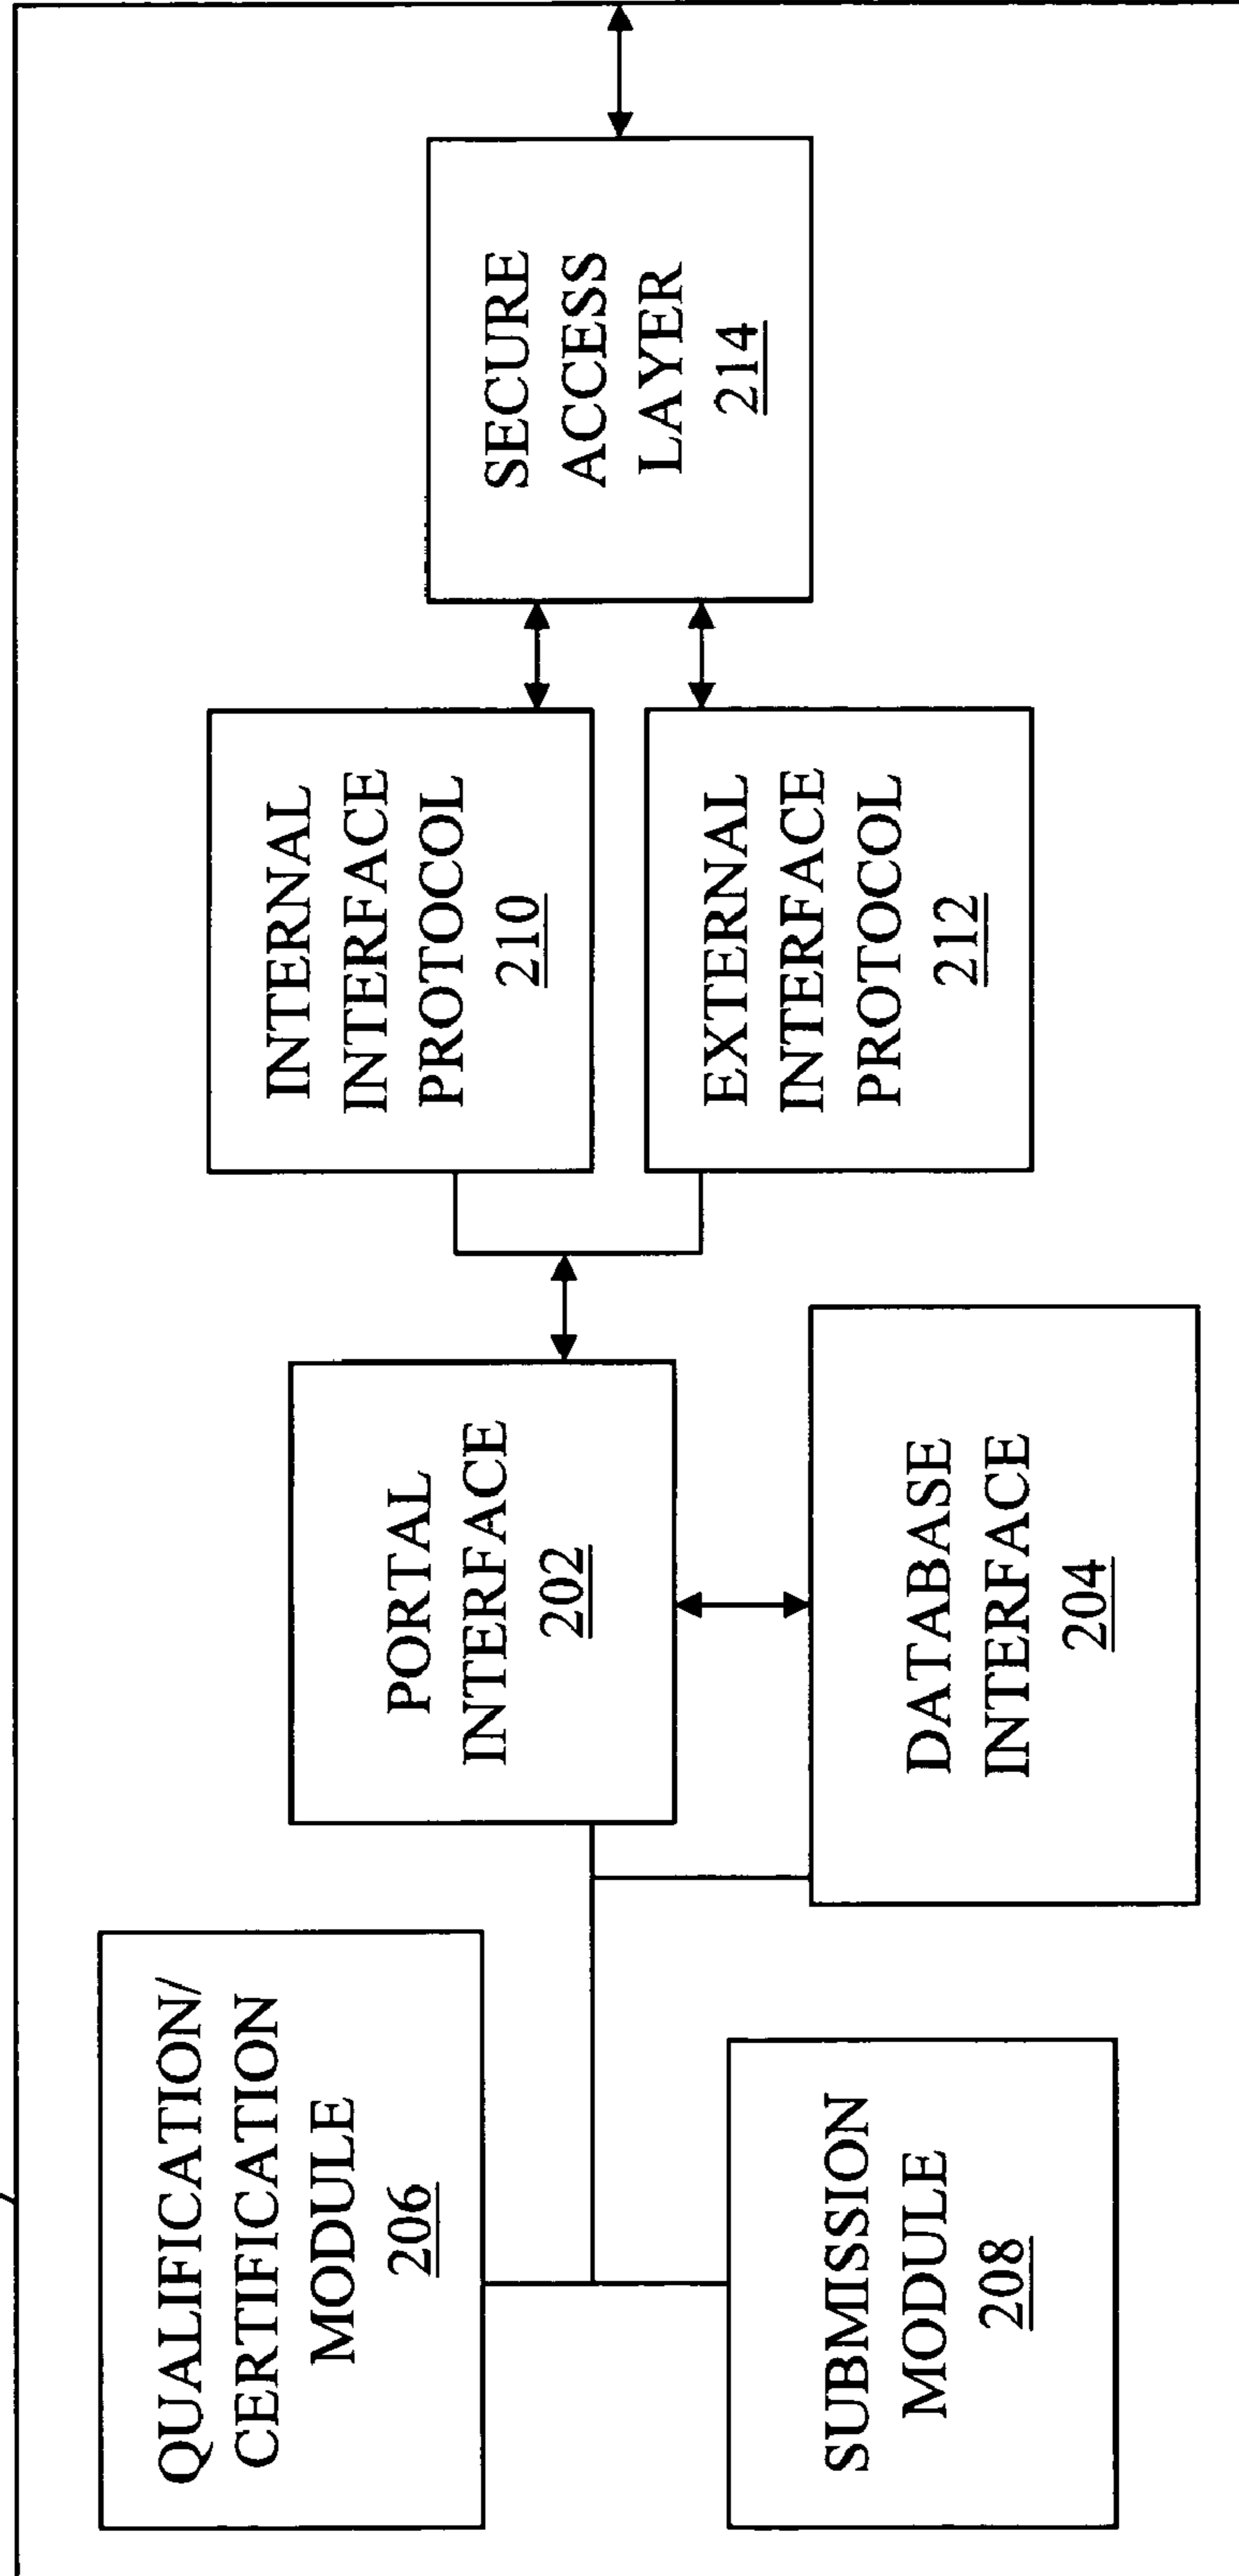 QUALIFICATION/
CERTIFICATION
MODULE
206
SUBMISSION
MODULE
208
PORTAL
INTERFACE
202
DATABASE
INTERFACE
204
INTERNAL
INTERFACE
PROTOCOL
210
EXTERNAL
INTERFACE
PROTOCOL
212
SECURE
ACCESS
LAYER
214